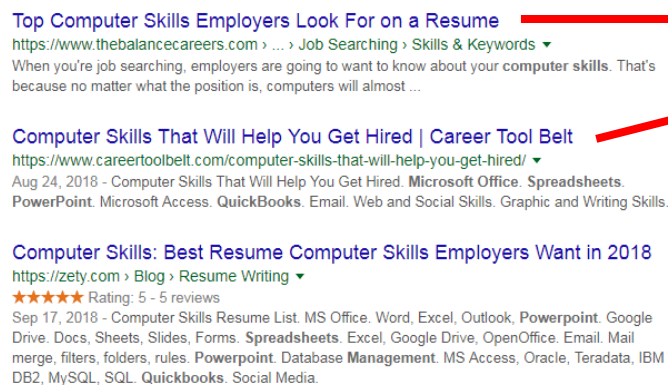 Top Computer Skills Employers Look For on a Resume
https://www.thebalancecareers.com › ... › Job Searching › Skills & Keywords ▼
When you're job searching, employers are going to want to know about your computer skills. That's
because no matter what the position is, computers will almost ...
Computer Skills That Will Help You Get Hired | Career Tool Belt
https://www.careertoolbelt.com/computer-skills-that-will-help-you-get-hired/ ▼
Aug 24, 2018 - Computer Skills That Will Help You Get Hired. Microsoft Office. Spreadsheets.
PowerPoint. Microsoft Access. QuickBooks. Email. Web and Social Skills. Graphic and Writing Skills.
Computer Skills: Best Resume Computer Skills Employers Want in 2018
https://zety.com › Blog › Resume Writing ▼
★★★★★ Rating: 5 - 5 reviews
Sep 17, 2018 - Computer Skills Resume List. MS Office. Word, Excel, Outlook, Powerpoint. Google
Drive. Docs, Sheets, Slides, Forms. Spreadsheets. Excel, Google Drive, OpenOffice. Email. Mail
merge, filters, folders, rules. Powerpoint. Database Management. MS Access, Oracle, Teradata, IBM
DB2, MySQL, SQL. Quickbooks. Social Media.